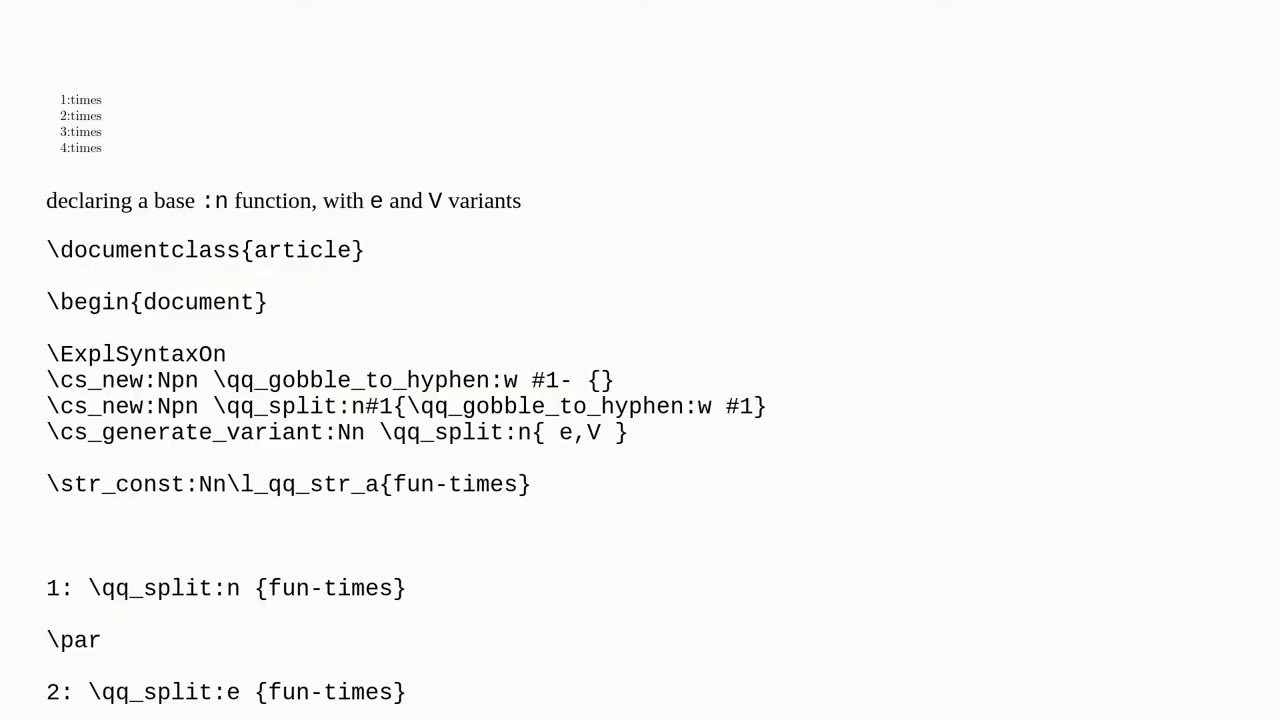 1:times
2:times
3:times
4:times
declaring a base :n function, with e and V variants
\documentclass{article}
\begin{document}
\ExplSyntaxOn
\cs_new:Npn \qq_gobble_to_hyphen:w #1- {}
\cs_new:Npn \qq_split:n#1{\qq_gobble_to_hyphen:w #1}
\cs_generate_variant:Nn \qq_split:n{ e,V }
\str_const:Nn\l_qq_str_a{fun-times}
1: \qq_split:n {fun-times}
\par
2: \qq_split:e {fun-times}